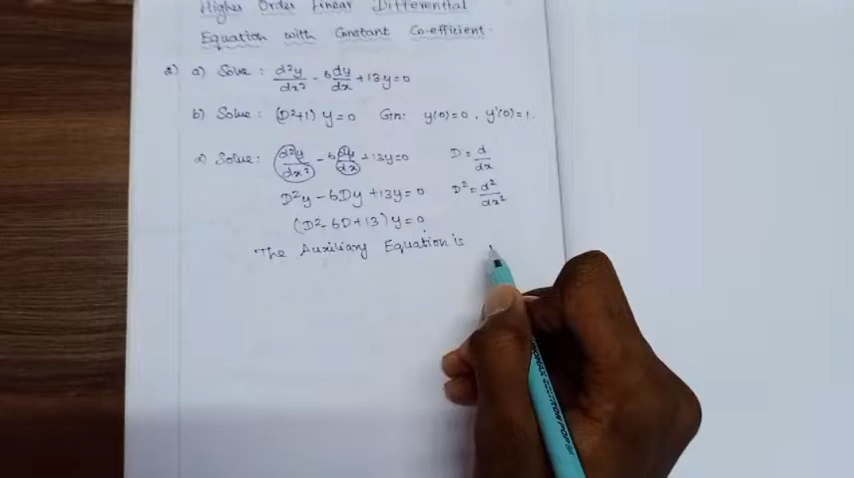 Higher Order Linear Differential
Equation with Constant Co-efficient.
2) a) Solve : d²y/dx² - 6 dy/dx + 13y = 0
b) Solve : (D²+1) y = 0 Gn: y(0) = 0 , y'(0) = 1.
a) Solve : d²y/dx² - 6 dy/dx + 13y = 0 D = d/dx
D²y - 6Dy + 13y = 0 D² = d²/dx²
(D² - 6D + 13) y = 0
The Auxiliary Equation is